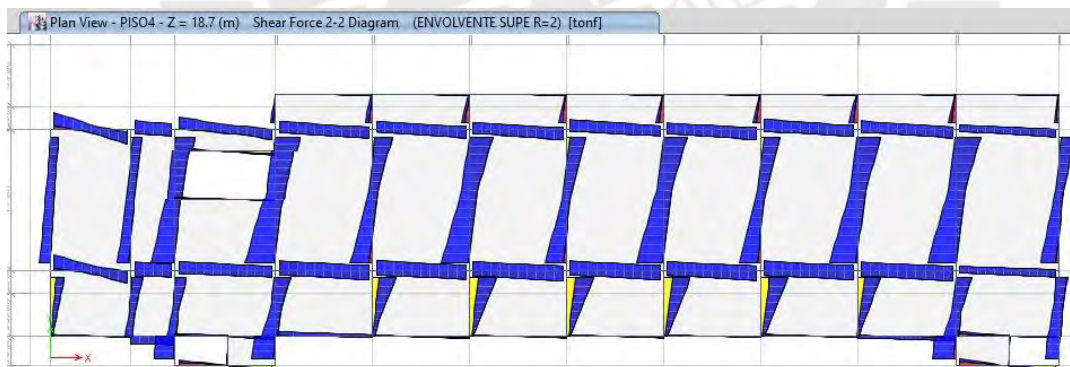 Plan View - PISO4 - Z = 18.7 (m)   Shear Force 2-2 Diagram   (ENVOLVENTE SUPE R=2)  [tonf]
X